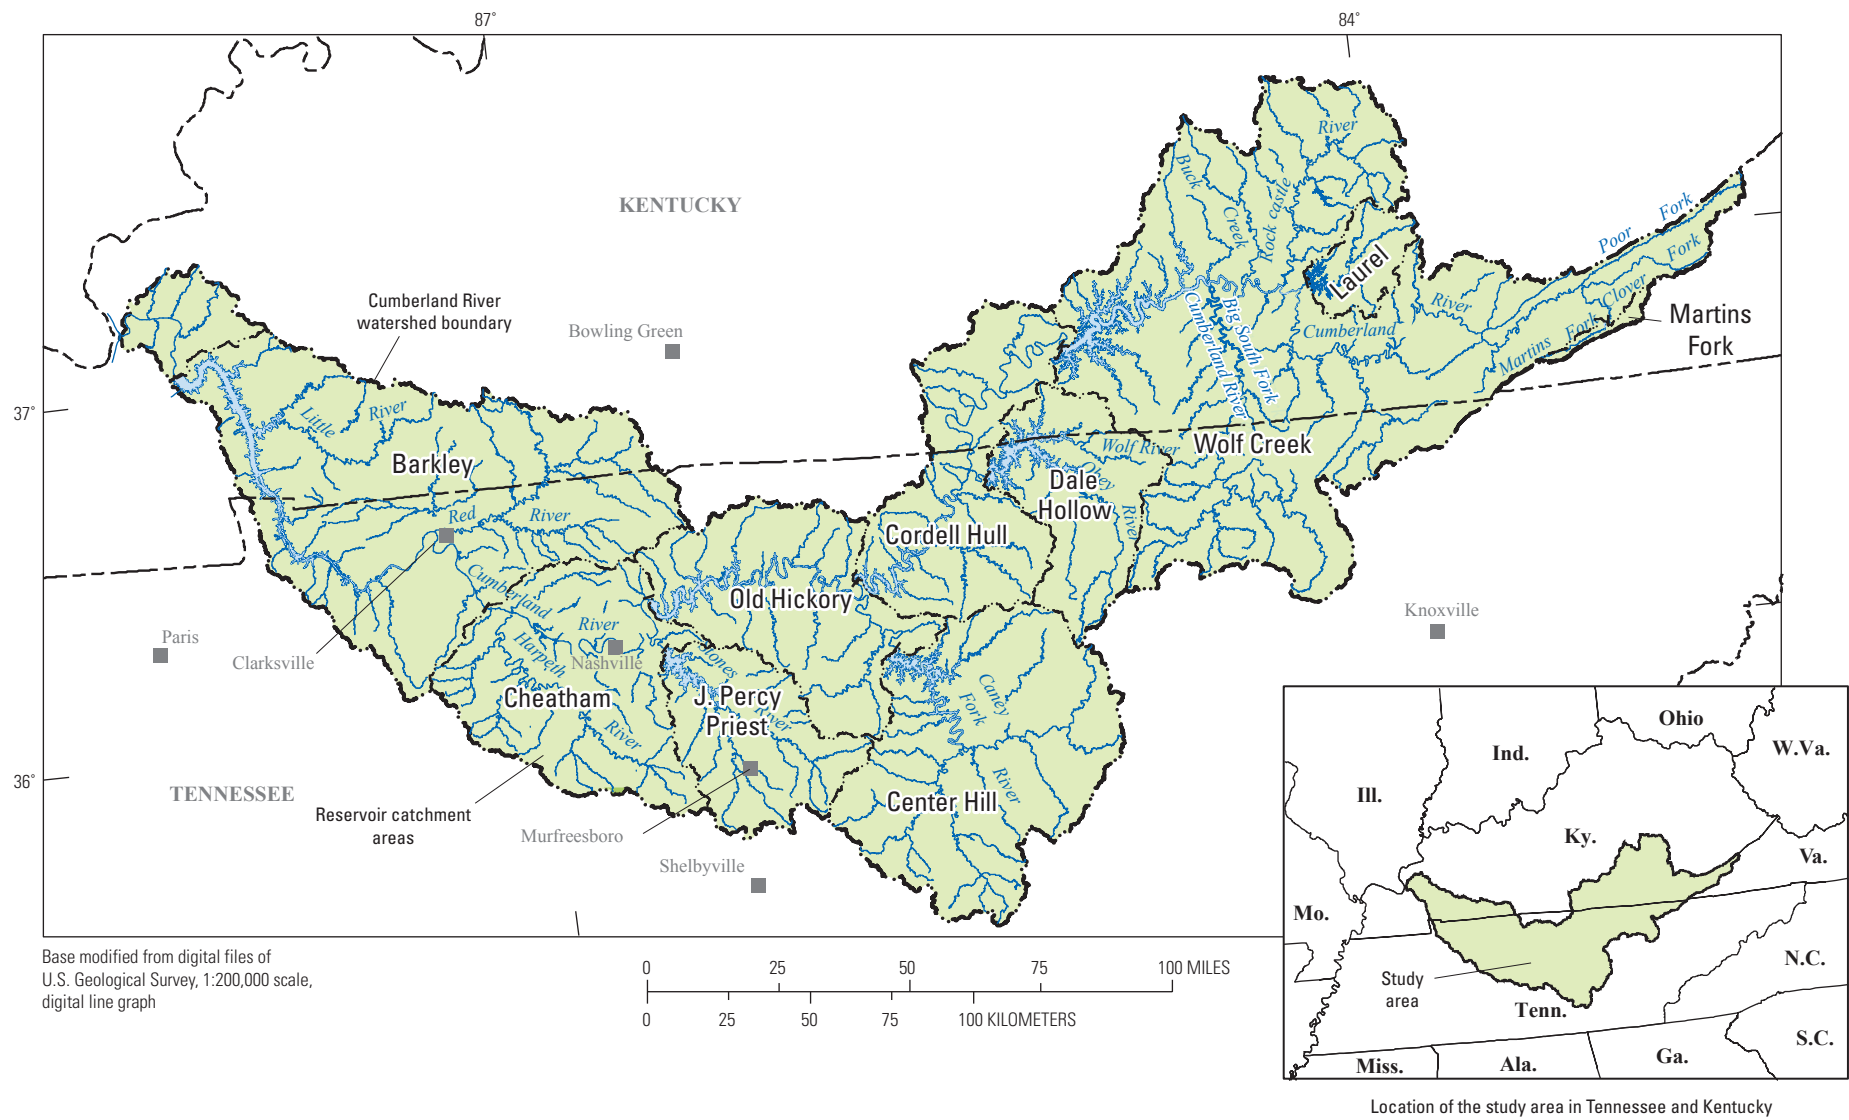 87°
84°
River
Buck
Creek
Rock castle
KENTUCKY
Poor
Fork
Fork
Clover
Fork
Martins
Laurel
River
Cumberland
Martins
Fork
Cumberland River
watershed boundary
Bowling Green
Big South Fork
Cumberland River
37°
Little
River
Barkley
Wolf River
Wolf Creek
Obey
River
Dale
Hollow
Red
River
Cordell Hull
Cumberland
River
Old Hickory
Knoxville
Paris
Clarksville
Harpeth
River
Nashville
Stones
River
Cheatham
J. Percy
Priest
Caney
Fork
River
36°
TENNESSEE
Reservoir catchment
areas
Murfreesboro
Center Hill
Shelbyville
Base modified from digital files of
U.S. Geological Survey, 1:200,000 scale,
digital line graph
0 25 50 75 100 MILES
0 25 50 75 100 KILOMETERS
Ohio
Ind.
W.Va.
Ill.
Ky.
Va.
Mo.
Study
area
N.C.
Tenn.
S.C.
Miss.
Ala.
Ga.
Location of the study area in Tennessee and Kentucky